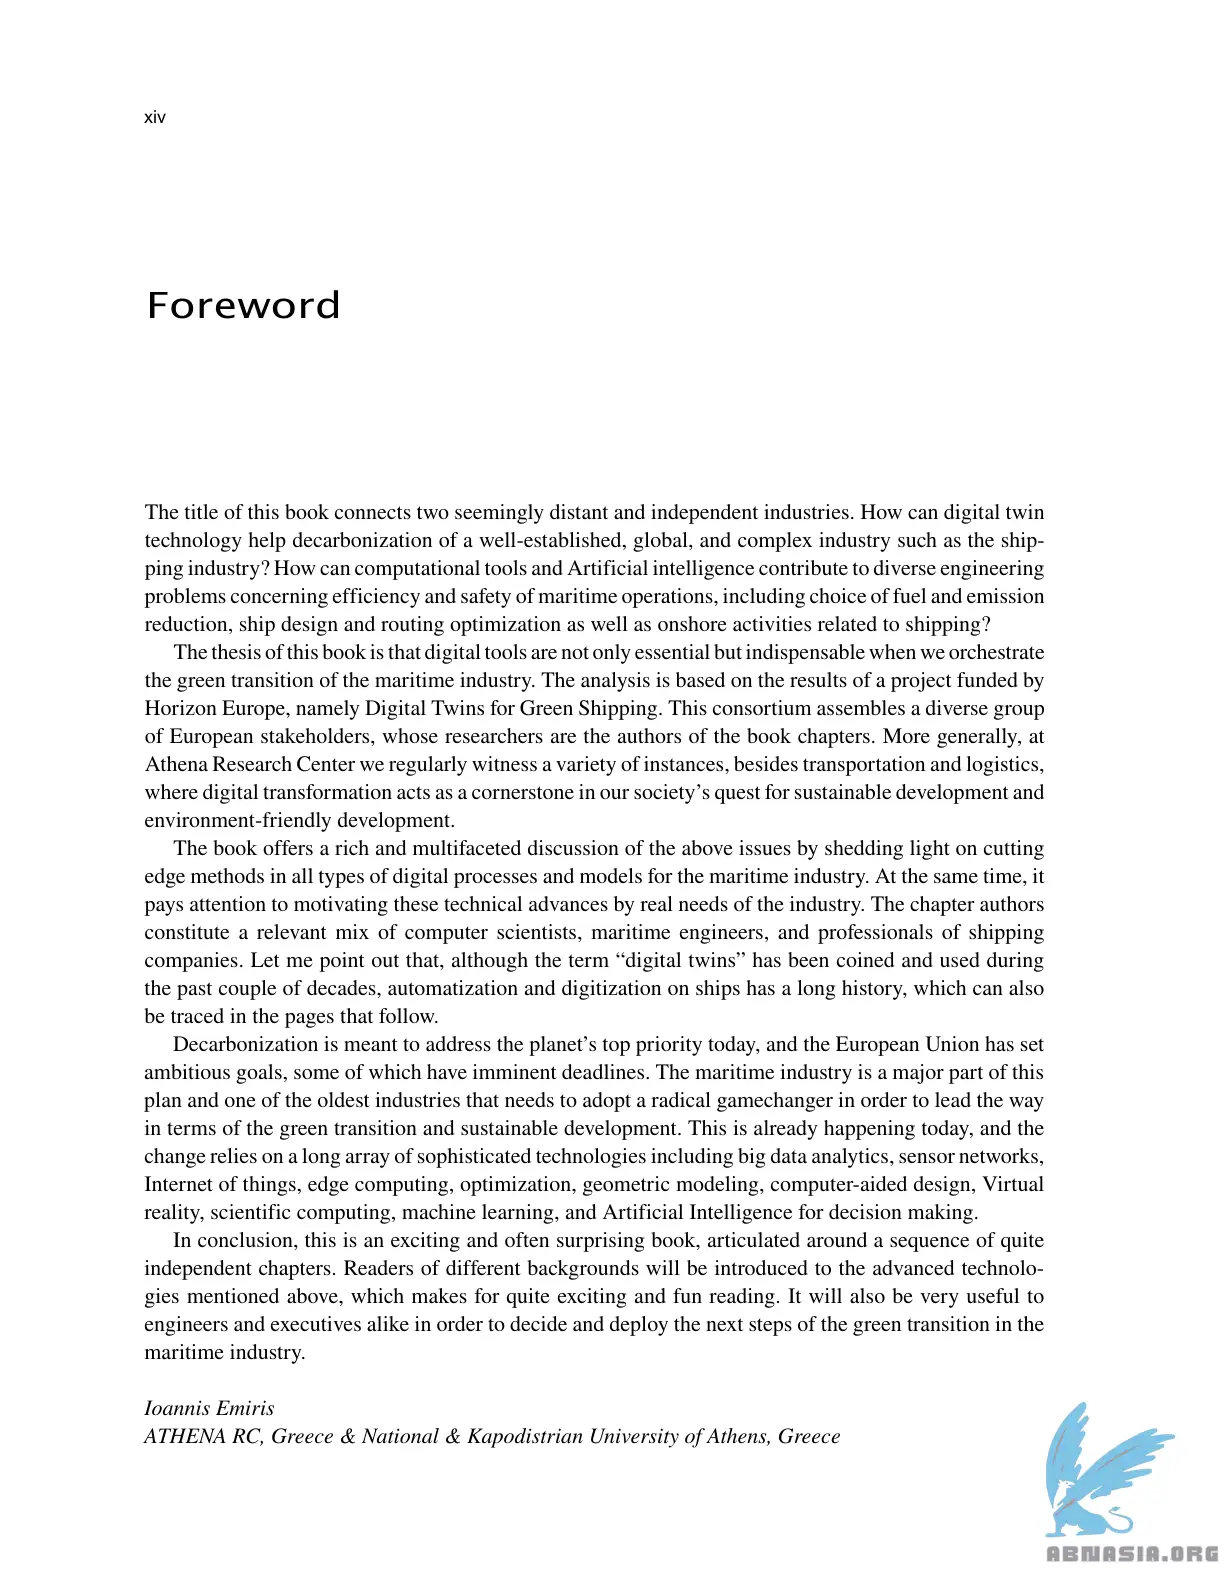 xiv
Foreword
The title of this book connects two seemingly distant and independent industries. How can digital twin
technology help decarbonization of a well-established, global, and complex industry such as the ship-
ping industry? How can computational tools and Artificial intelligence contribute to diverse engineering
problems concerning efficiency and safety of maritime operations, including choice of fuel and emission
reduction, ship design and routing optimization as well as onshore activities related to shipping?
The thesis of this book is that digital tools are not only essential but indispensable when we orchestrate
the green transition of the maritime industry. The analysis is based on the results of a project funded by
Horizon Europe, namely Digital Twins for Green Shipping. This consortium assembles a diverse group
of European stakeholders, whose researchers are the authors of the book chapters. More generally, at
Athena Research Center we regularly witness a variety of instances, besides transportation and logistics,
where digital transformation acts as a cornerstone in our society’s quest for sustainable development and
environment-friendly development.
The book offers a rich and multifaceted discussion of the above issues by shedding light on cutting
edge methods in all types of digital processes and models for the maritime industry. At the same time, it
pays attention to motivating these technical advances by real needs of the industry. The chapter authors
constitute a relevant mix of computer scientists, maritime engineers, and professionals of shipping
companies. Let me point out that, although the term “digital twins” has been coined and used during
the past couple of decades, automatization and digitization on ships has a long history, which can also
be traced in the pages that follow.
Decarbonization is meant to address the planet’s top priority today, and the European Union has set
ambitious goals, some of which have imminent deadlines. The maritime industry is a major part of this
plan and one of the oldest industries that needs to adopt a radical gamechanger in order to lead the way
in terms of the green transition and sustainable development. This is already happening today, and the
change relies on a long array of sophisticated technologies including big data analytics, sensor networks,
Internet of things, edge computing, optimization, geometric modeling, computer-aided design, Virtual
reality, scientific computing, machine learning, and Artificial Intelligence for decision making.
In conclusion, this is an exciting and often surprising book, articulated around a sequence of quite
independent chapters. Readers of different backgrounds will be introduced to the advanced technolo-
gies mentioned above, which makes for quite exciting and fun reading. It will also be very useful to
engineers and executives alike in order to decide and deploy the next steps of the green transition in the
maritime industry.
Ioannis Emiris
ATHENA RC, Greece & National & Kapodistrian University of Athens, Greece
ABNASIA.ORG